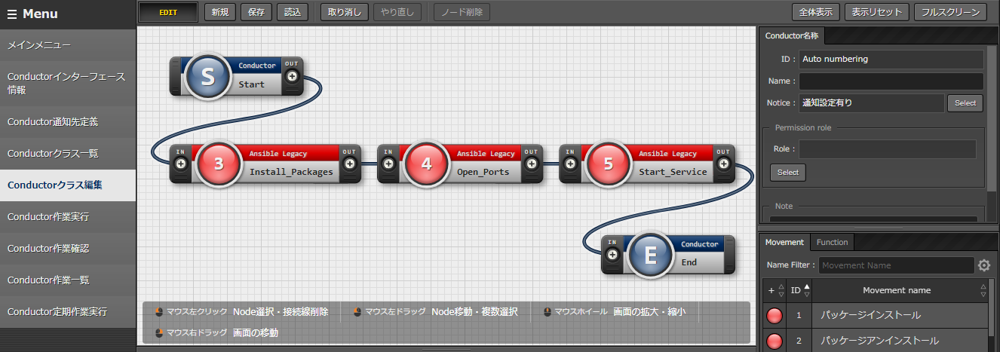 Menu
メインメニュー
Conductorインターフェース
情報
Conductor通知先定義
Conductorクラス一覧
Conductorクラス編集
Conductor作業実行
Conductor作業確認
Conductor作業一覧
Conductor定期作業実行
EDIT 新規 保存 読込 取り消し やり直し ノード削除 全体表示 表示リセット フルスクリーン
S Conductor OUT
Start
IN 3 Ansible Legacy OUT
Install_Packages
IN 4 Ansible Legacy OUT
Open_Ports
IN 5 Ansible Legacy OUT
Start_Service
IN E Conductor
End
マウス左クリック Node選択・接続線削除 マウス左ドラッグ Node移動・複数選択 マウスホイール 画面の拡大・縮小
マウス右ドラッグ 画面の移動
Conductor名称
ID : Auto numbering
Name :
Notice : 通知設定有り Select
Permission role
Role :
Select
Note
Movement Function
Name Filter : Movement Name
+ ID Movement name
1 パッケージインストール
2 パッケージアンインストール